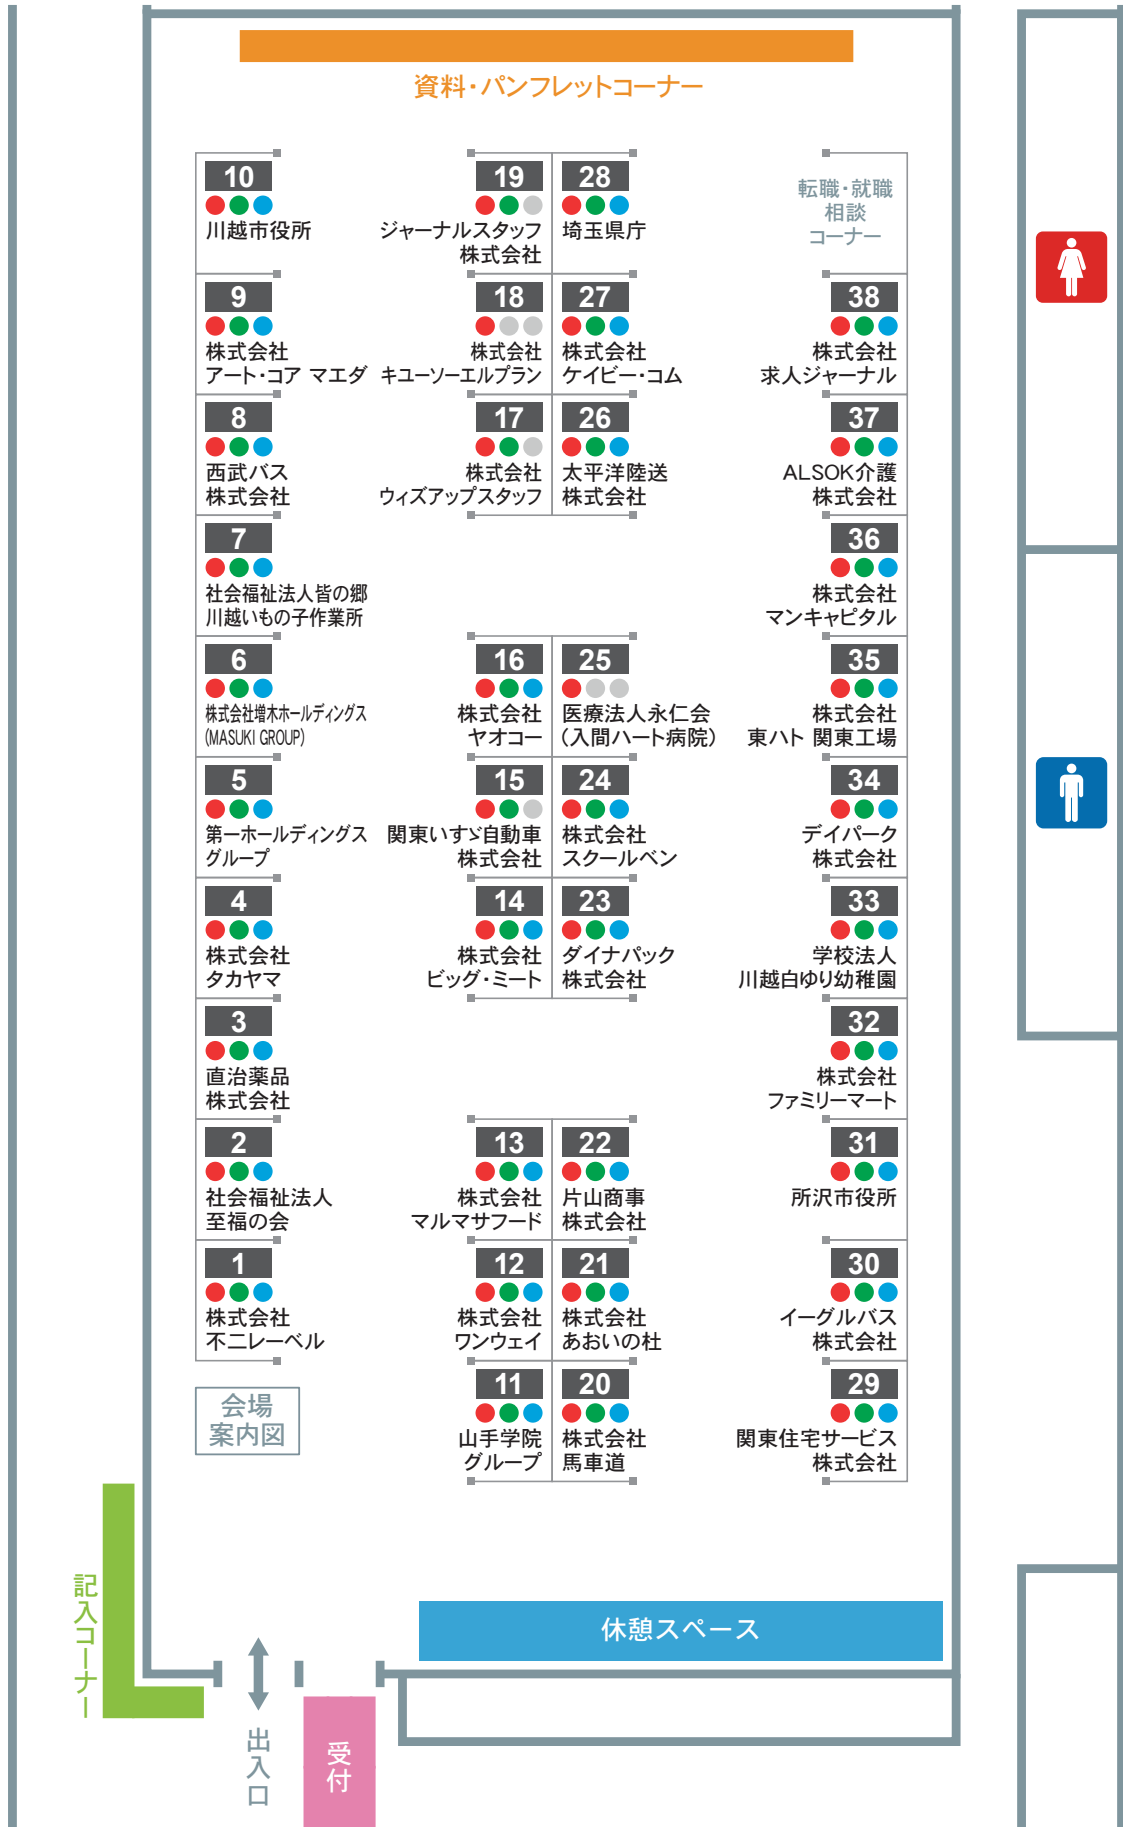 資料・パンフレットコーナー
10
川越市役所
9
株式会社
アート・コア マエダ
8
西武バス
株式会社
7
社会福祉法人皆の郷
川越いもの子作業所
6
株式会社増木ホールディングス
(MASUKI GROUP)
5
第一ホールディングス
グループ
4
株式会社
タカヤマ
3
直治薬品
株式会社
2
社会福祉法人
至福の会
1
株式会社
不二レーベル
19
ジャーナルスタッフ
株式会社
18
株式会社
キユーソーエルプラン
17
株式会社
ウィズアップスタッフ
16
株式会社
ヤオコー
15
関東いすゞ自動車
株式会社
14
株式会社
ビッグ・ミート
13
株式会社
マルマサフード
12
株式会社
ワンウェイ
11
山手学院
グループ
28
埼玉県庁
27
株式会社
ケイビー・コム
26
太平洋陸送
株式会社
25
医療法人永仁会
(入間ハート病院)
24
株式会社
スクールベン
23
ダイナパック
株式会社
22
片山商事
株式会社
21
株式会社
あおいの杜
20
株式会社
馬車道
転職・就職
相談
コーナー
38
株式会社
求人ジャーナル
37
ALSOK介護
株式会社
36
株式会社
マンキャピタル
35
株式会社
東ハト 関東工場
34
デイパーク
株式会社
33
学校法人
川越白ゆり幼稚園
32
株式会社
ファミリーマート
31
所沢市役所
30
イーグルバス
株式会社
29
関東住宅サービス
株式会社
会場
案内図
記入コーナー
休憩スペース
出入口
受付